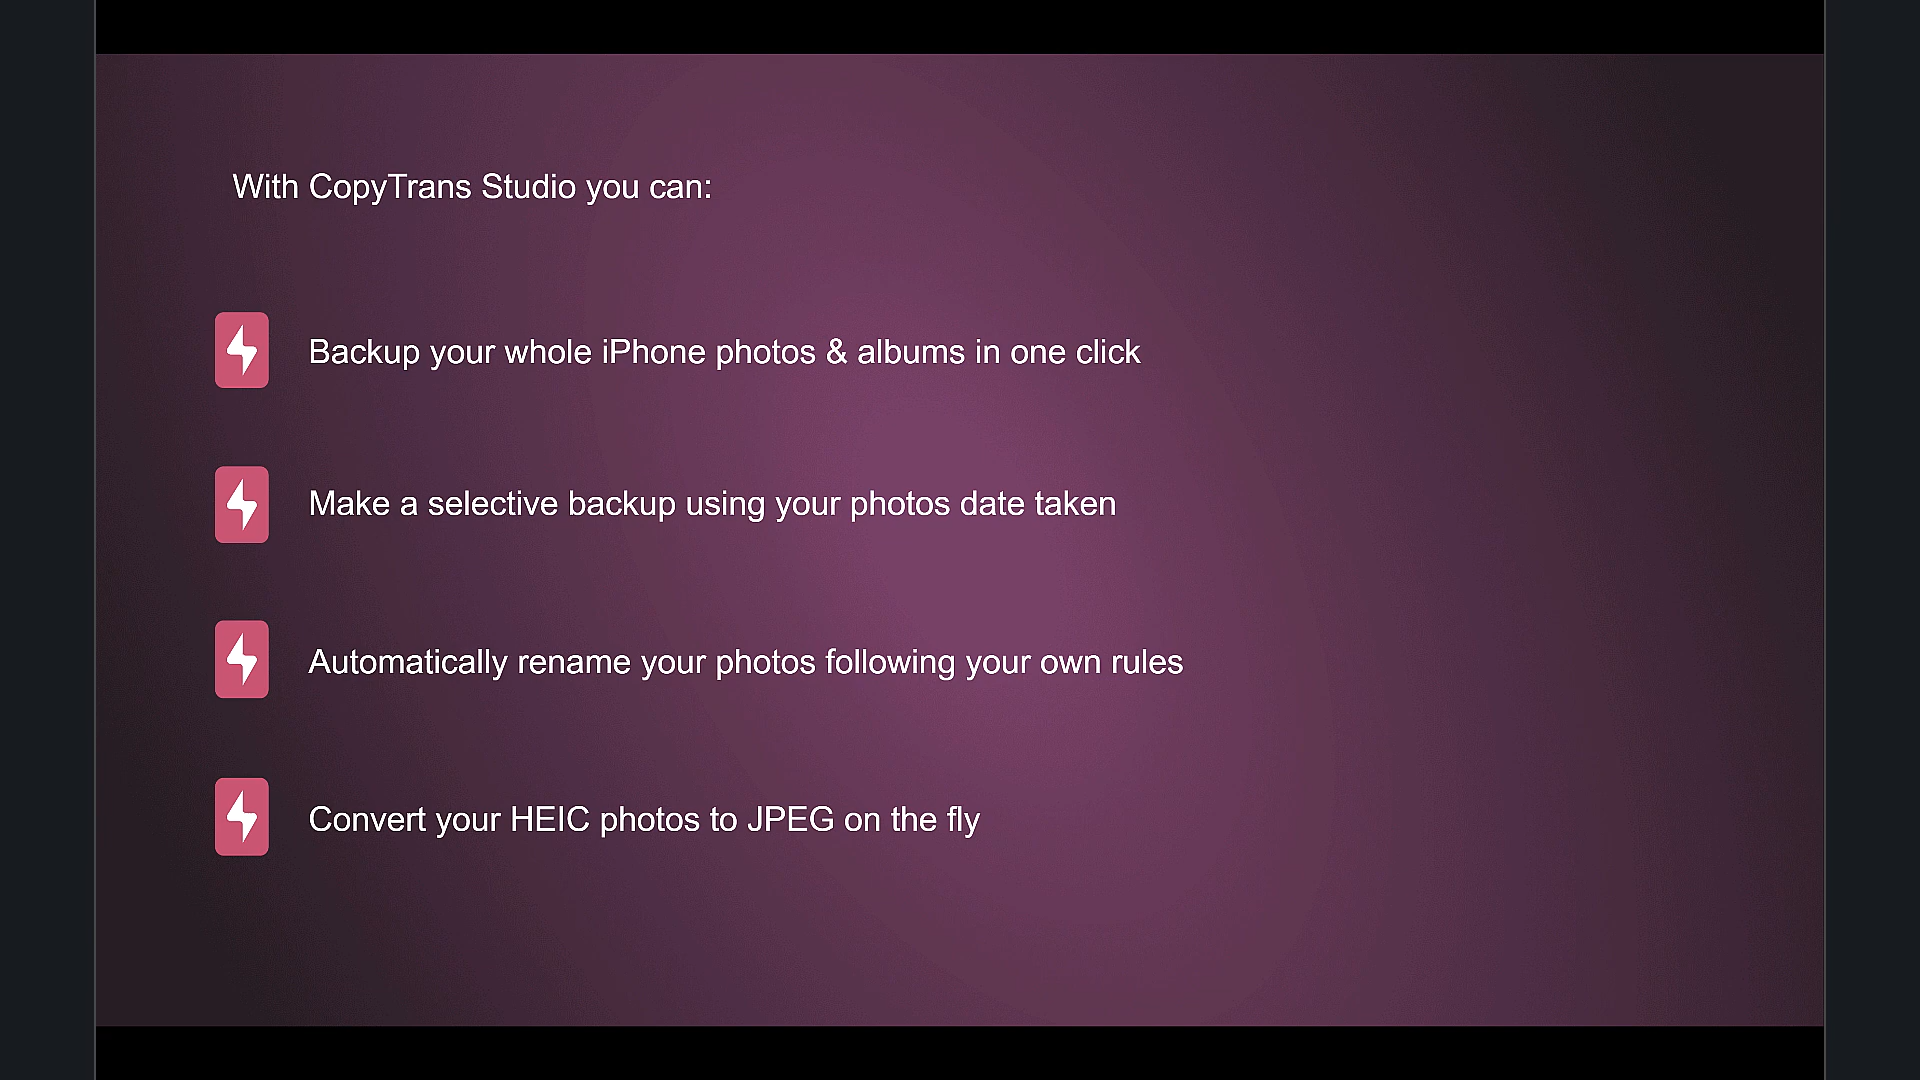 With CopyTrans Studio you can:
Backup your whole iPhone photos & albums in one click
Make a selective backup using your photos date taken
Automatically rename your photos following your own rules
Convert your HEIC photos to JPEG on the fly